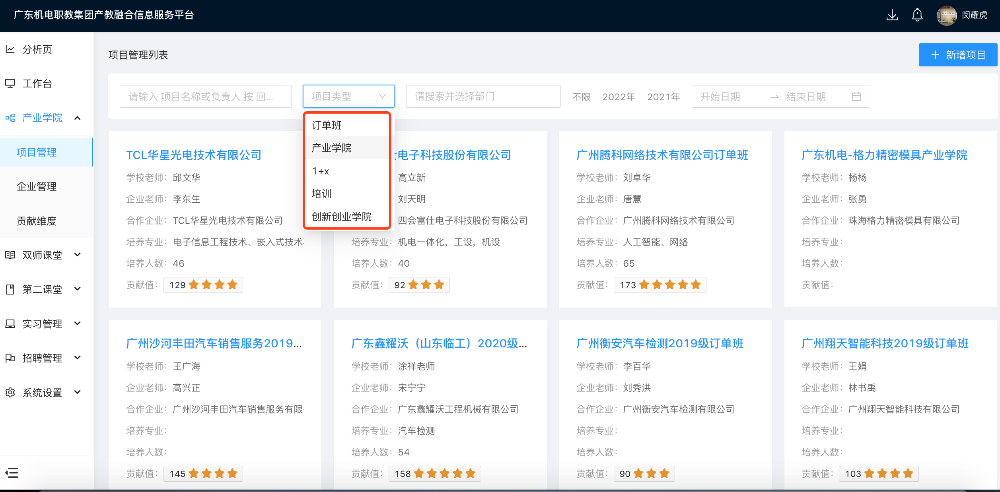 广东机电职教集团产教融合信息服务平台
闵耀虎
分析页
工作台
产业学院
项目管理
企业管理
贡献维度
双师课堂
第二课堂
实习管理
招聘管理
系统设置
项目管理列表
新增项目
请输入 项目名称或负责人 按 回...
项目类型
请搜索并选择部门
不限 2022年 2021年
开始日期 结束日期
订单班
产业学院
1+x
培训
创新创业学院
TCL华星光电技术有限公司
学校老师： 邱文华
企业老师： 李东生
合作企业： TCL华星光电技术有限公司
培养专业： 电子信息工程技术、嵌入式技术
培养人数： 46
贡献值： 129
电子科技股份有限公司
高立新
刘天明
四会富仕电子科技股份有限公司
培养专业： 机电一体化，工设，机设
培养人数： 40
贡献值： 92
广州腾科网络技术有限公司订单班
学校老师： 刘卓华
企业老师： 唐慧
合作企业： 广州腾科网络技术有限公司
培养专业： 人工智能、网络
培养人数： 65
贡献值： 173
广东机电-格力精密模具产业学院
学校老师： 杨杨
企业老师： 张勇
合作企业： 珠海格力精密模具有限公司
培养专业：
培养人数：
贡献值：
广州沙河丰田汽车销售服务2019...
学校老师： 王广海
企业老师： 高兴正
合作企业： 广州沙河丰田汽车销售服务有限
培养专业：
培养人数：
贡献值： 145
广东鑫耀沃（山东临工）2020级...
学校老师： 涂祥老师
企业老师： 宋宁宁
合作企业： 广东鑫耀沃工程机械有限公司
培养专业： 汽车检测
培养人数： 54
贡献值： 158
广州衡安汽车检测2019级订单班
学校老师： 李百华
企业老师： 刘秀洪
合作企业： 广州衡安汽车检测有限公司
培养专业：
培养人数：
贡献值： 90
广州翔天智能科技2019级订单班
学校老师： 王娟
企业老师： 林书禹
合作企业： 广州翔天智能科技有限公司
培养专业：
培养人数：
贡献值： 103